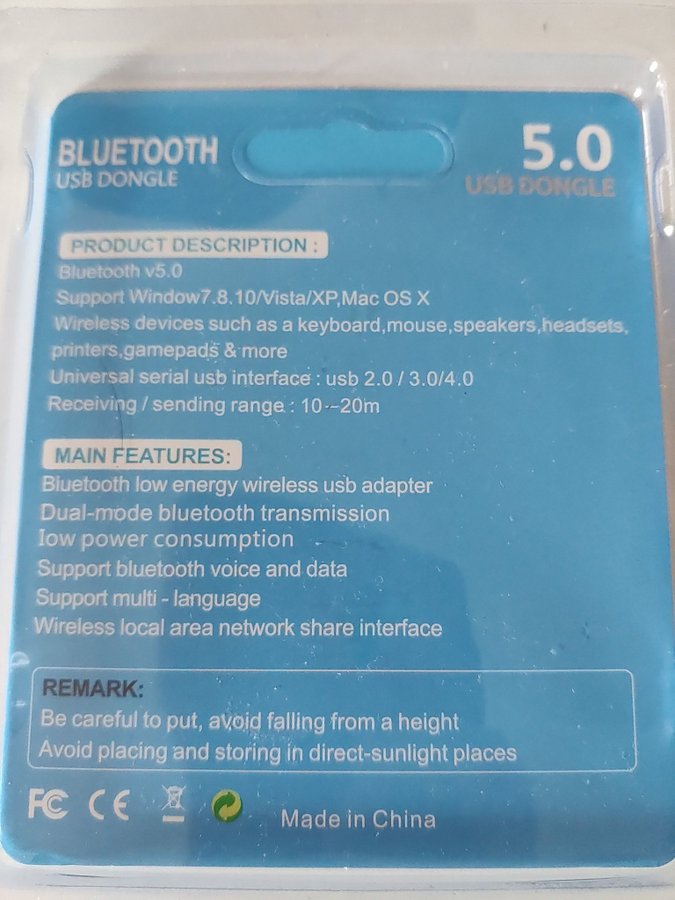 BLUETOOTH
USB DONGLE
5.0
USB DONGLE
PRODUCT DESCRIPTION :
Bluetooth v5.0
Support Window7.8.10/Vista/XP,Mac OS X
Wireless devices such as a keyboard,mouse,speakers,headsets,
printers,gamepads & more
Universal serial usb interface : usb 2.0 / 3.0/4.0
Receiving / sending range : 10--20m
MAIN FEATURES:
Bluetooth low energy wireless usb adapter
Dual-mode bluetooth transmission
low power consumption
Support bluetooth voice and data
Support multi - language
Wireless local area network share interface
REMARK:
Be careful to put, avoid falling from a height
Avoid placing and storing in direct-sunlight places
FC CE Made in China